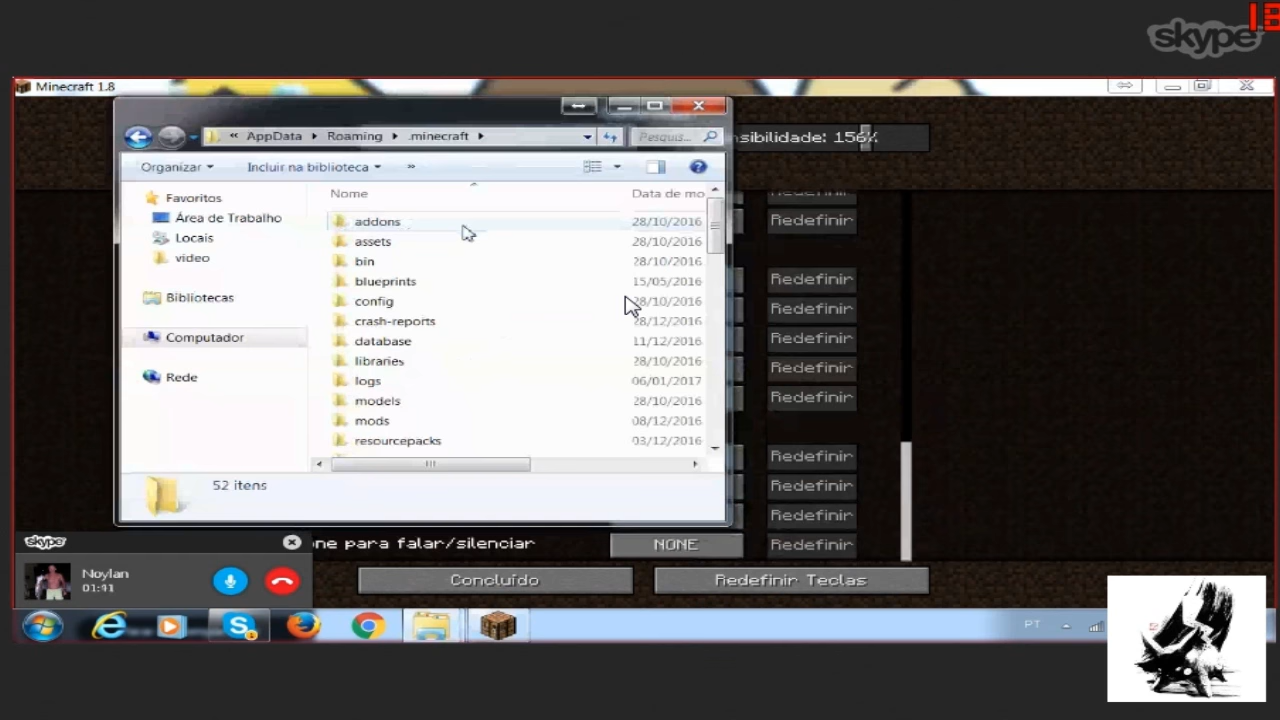 skype
Minecraft 1.8
« AppData Roaming .minecraft
Pesquis...
nsibilidade: 156%
Organizar
Incluir na biblioteca
»
Nome
Data de mo
Favoritos
Área de Trabalho
Locais
video
Bibliotecas
Computador
Rede
addons 28/10/2016
assets 28/10/2016
bin 28/10/2016
blueprints 15/05/2016
config 28/10/2016
crash-reports 28/12/2016
database 11/12/2016
libraries 28/10/2016
logs 06/01/2017
models 28/10/2016
mods 08/12/2016
resourcepacks 03/12/2016
52 itens
Redefinir
Redefinir
Redefinir
Redefinir
Redefinir
Redefinir
Redefinir
Redefinir
Redefinir
Redefinir
Redefinir
skype
one para falar/silenciar
NONE
Noylan
01:41
Concluído
Redefinir Teclas
PT